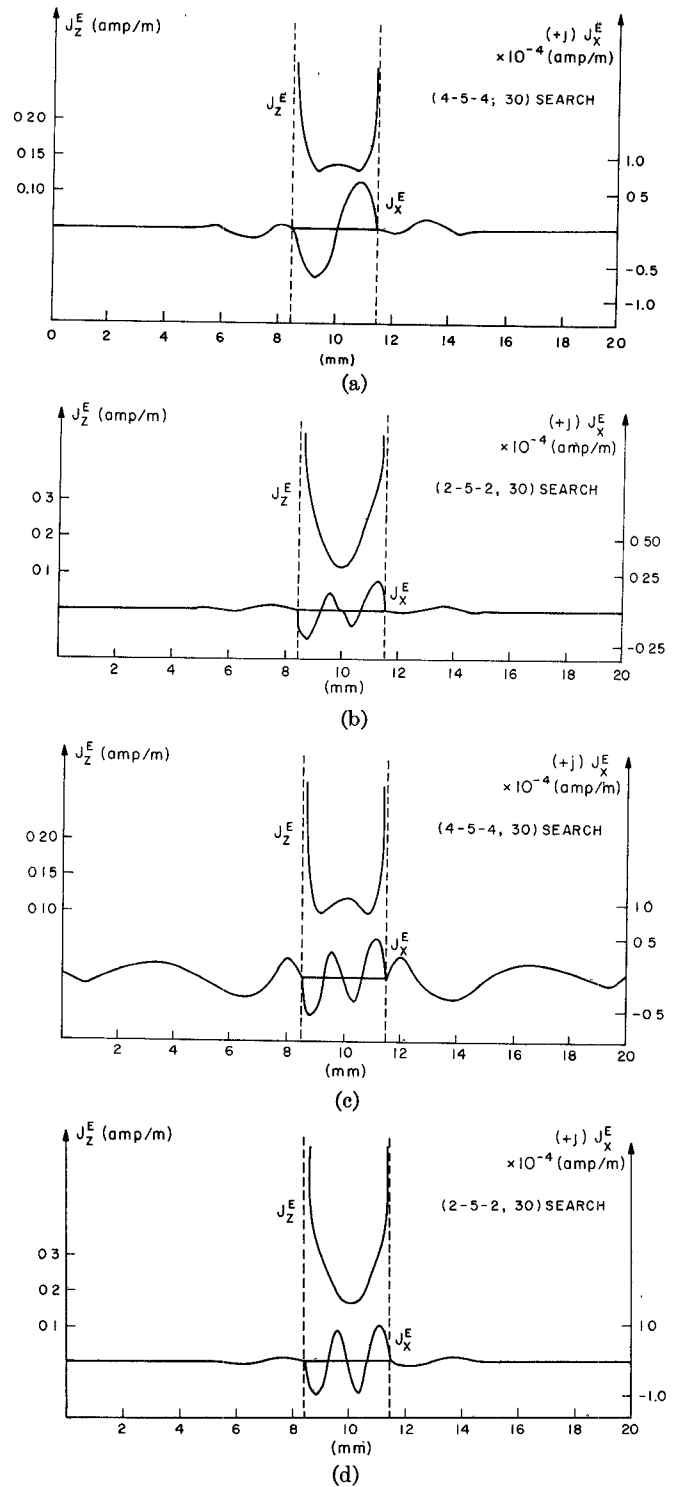 J_Z^E (amp/m)
(+j) J_X^E
×10^-4 (amp/m)
(4-5-4; 30) SEARCH
J_Z^E
0.20
0.15
0.10
1.0
0.5
J_X^E
-0.5
-1.0
0 2 4 6 8 10 12 14 16 18 20
(mm)
(a)
J_Z^E (amp/m)
(+j) J_X^E
×10^-4 (amp/m)
(2-5-2, 30) SEARCH
J_Z^E
0 3
0 2
0 1
0 50
0 25
J_X^E
-0 25
2 4 6 8 10 12 14 16 18 20
(mm)
(b)
J_Z^E (amp/m)
(+j) J_X^E
×10^-4 (amp/m)
(4-5-4, 30) SEARCH
J_Z^E
0 20
0 15
0 10
1 0
0 5
J_X^E
-0 5
2 4 6 8 10 12 14 16 18 20
(mm)
(c)
J_Z^E (amp/m)
(+j) J_X^E
×10^-4 (amp/m)
(2-5-2, 30) SEARCH
J_Z^E
0 3
0 2
0 1
1 0
J_X^E
-1.0
2 4 6 8 10 12 14 16 18 20
(mm)
(d)